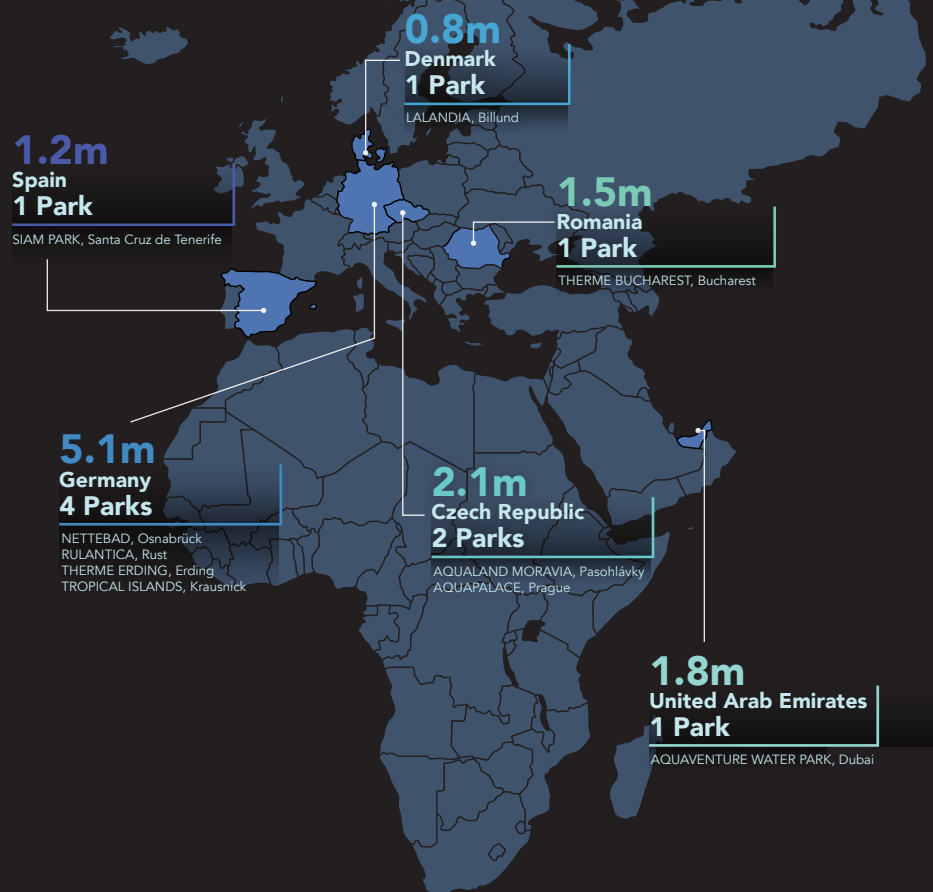 0.8m
Denmark
1 Park
LALANDIA, Billund
1.2m
Spain
1 Park
SIAM PARK, Santa Cruz de Tenerife
1.5m
Romania
1 Park
THERME BUCHAREST, Bucharest
5.1m
Germany
4 Parks
NETTEBAD, Osnabrück
RULANTICA, Rust
THERME ERDING, Erding
TROPICAL ISLANDS, Krausnick
2.1m
Czech Republic
2 Parks
AQUALAND MORAVIA, Pasohlávky
AQUAPALACE, Prague
1.8m
United Arab Emirates
1 Park
AQUAVENTURE WATER PARK, Dubai